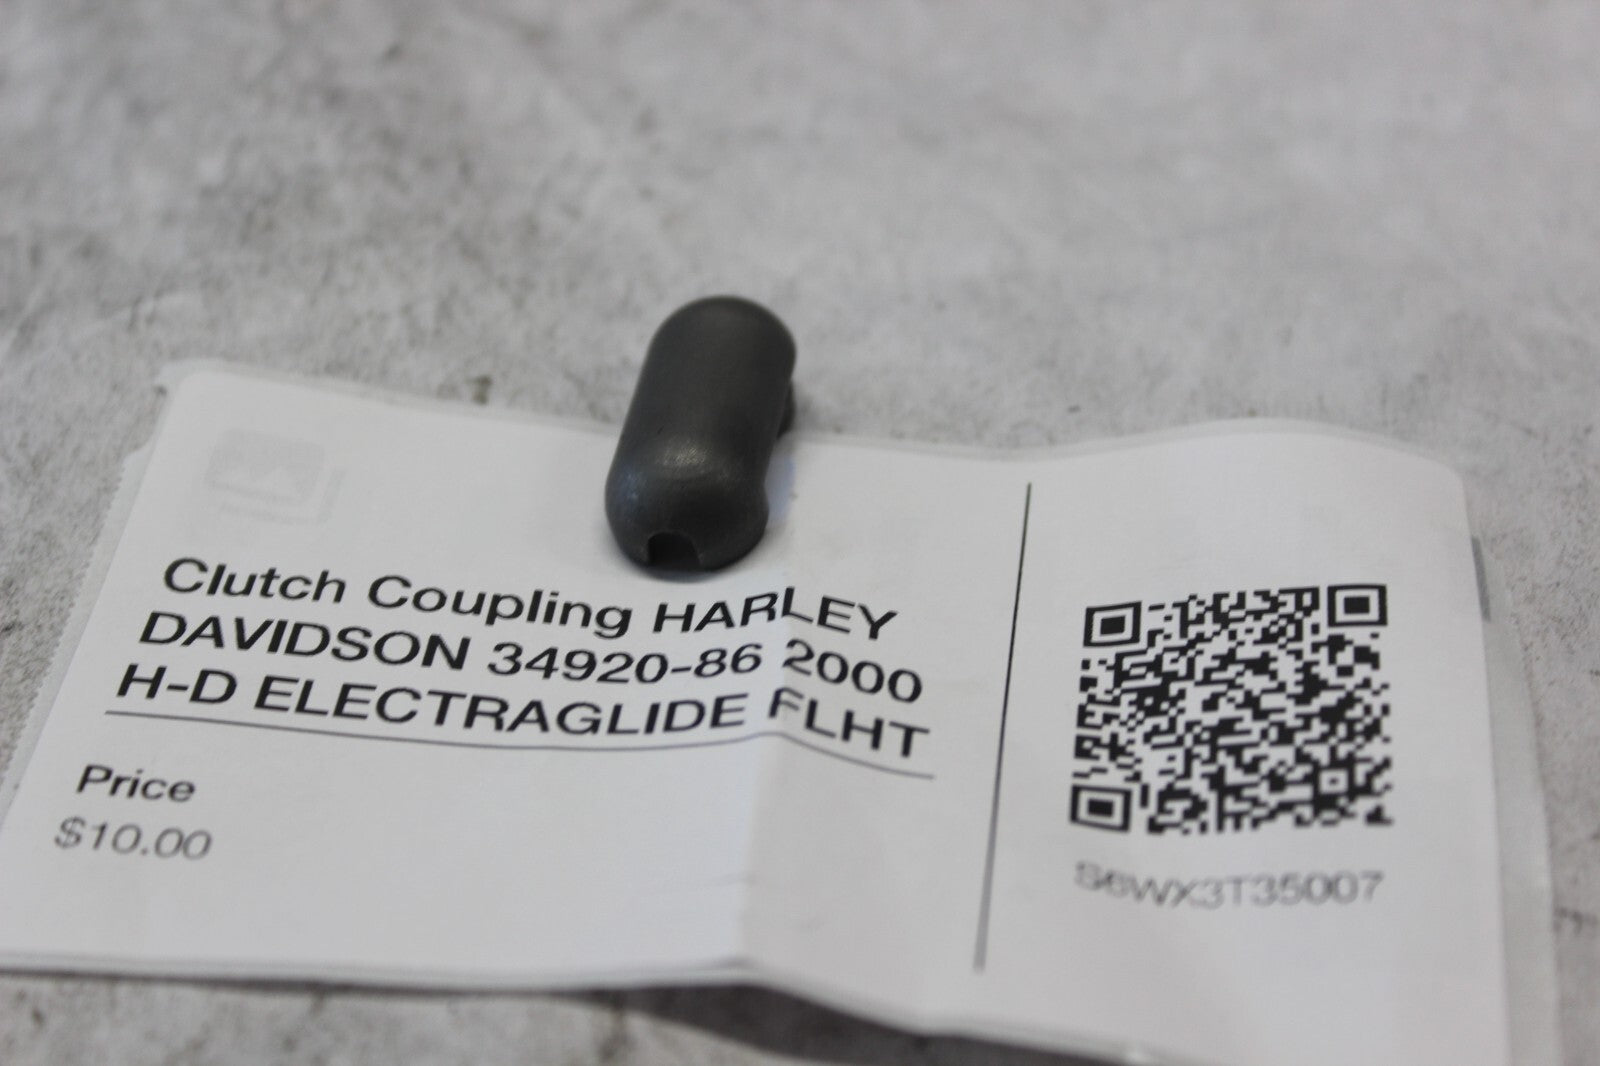 Clutch Coupling HARLEY
DAVIDSON 34920-86 2000
H-D ELECTRAGLIDE FLHT
Price
$10.00
S6WX3T35007